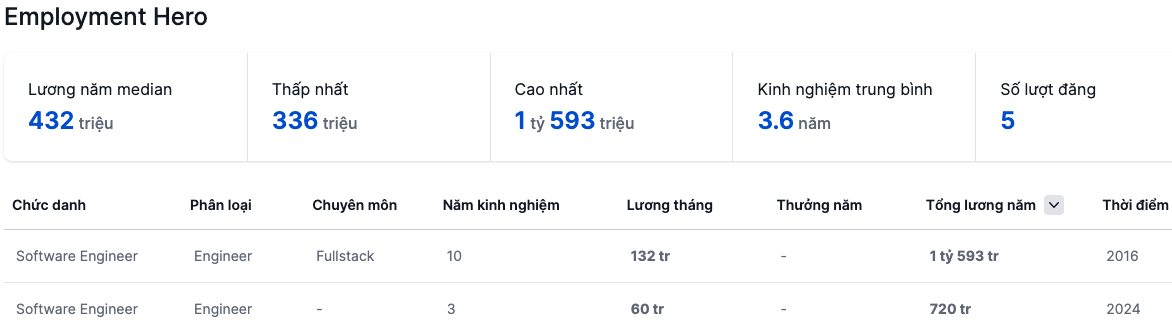 Employment Hero
Lương năm median Thấp nhất Cao nhất Kinh nghiệm trung bình Số lượt đăng
432 triệu 336 triệu 1 tỷ 593 triệu 3.6 năm 5
Chức danh Phân loại Chuyên môn Năm kinh nghiệm Lương tháng Thưởng năm Tổng lương năm Thời điểm
Software Engineer Engineer Fullstack 10 132 tr - 1 tỷ 593 tr 2016
Software Engineer Engineer - 3 60 tr - 720 tr 2024